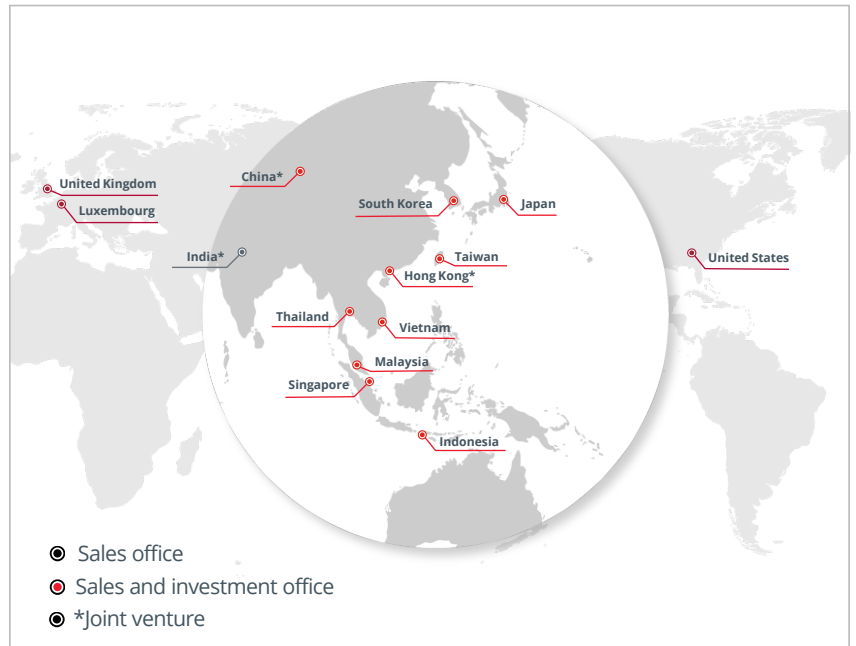 United Kingdom
Luxembourg
China*
South Korea
Japan
India*
Taiwan
Hong Kong*
United States
Thailand
Vietnam
Malaysia
Singapore
Indonesia
Sales office
Sales and investment office
*Joint venture